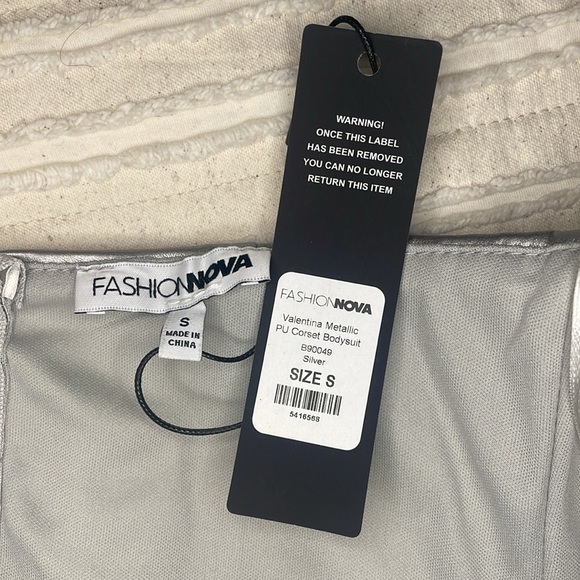 WARNING!
ONCE THIS LABEL
HAS BEEN REMOVED
YOU CAN NO LONGER
RETURN THIS ITEM
FASHIONNOVA
S
MADE IN
CHINA
FASHIONNOVA
Valentina Metallic
PU Corset Bodysuit
B90049
Silver
SIZE S
5416568